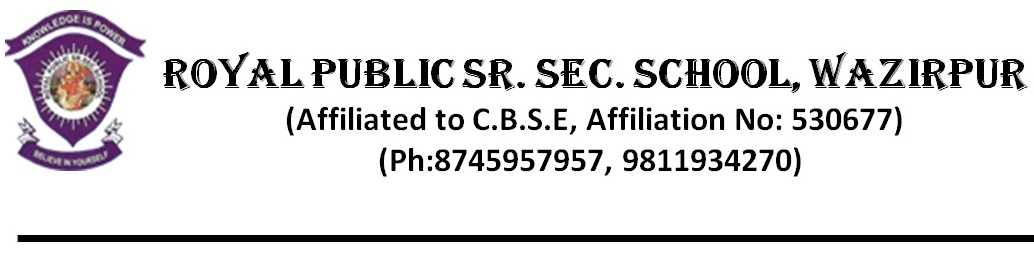 KNOWLEDGE IS POWER
ROYAL PUBLIC SR. SEC. SCHOOL, WAZIRPUR
(Affiliated to C.B.S.E, Affiliation No: 530677)
(Ph:8745957957, 9811934270)
BELIEVE IN YOURSELF